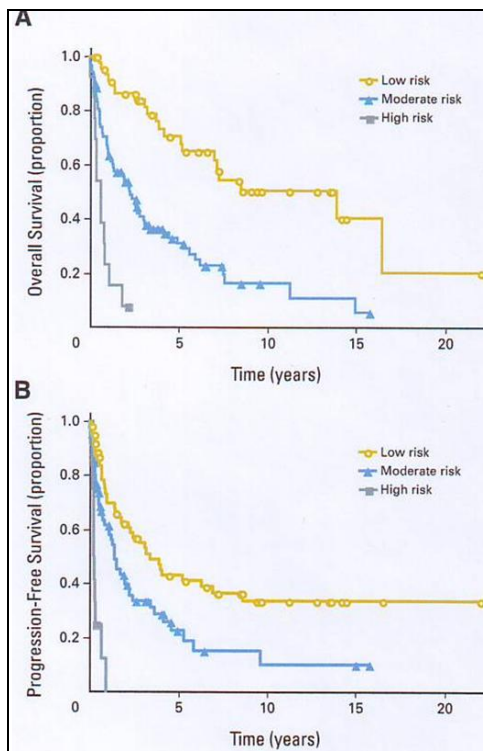 A
Overall Survival (proportion)
1.0
0.8
0.6
0.4
0.2
Low risk
Moderate risk
High risk
0
5
10
15
20
Time (years)
B
Progression-Free Survival (proportion)
1.0
0.8
0.6
0.4
0.2
Low risk
Moderate risk
High risk
0
5
10
15
20
Time (years)